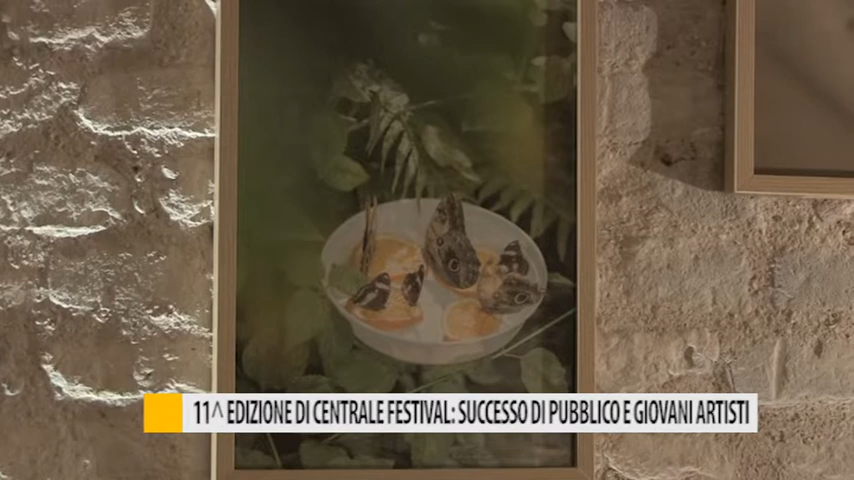 11^ EDIZIONE DI CENTRALE FESTIVAL: SUCCESSO DI PUBBLICO E GIOVANI ARTISTI